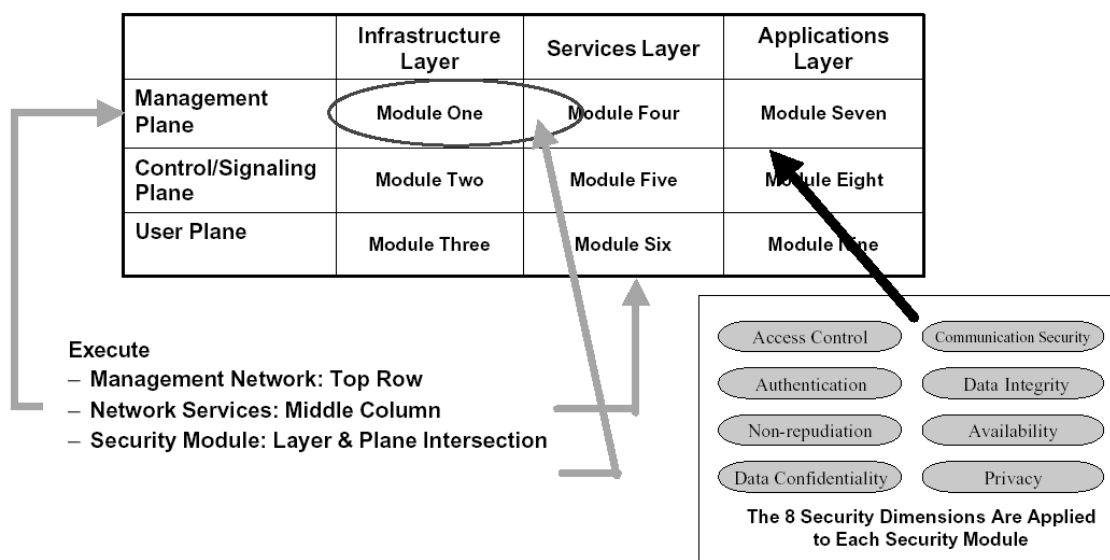 Infrastructure
Layer
Services Layer
Applications
Layer
Management
Plane
Module One
Module Four
Module Seven
Control/Signaling
Plane
Module Two
Module Five
Module Eight
User Plane
Module Three
Module Six
Module Nine
Execute
– Management Network: Top Row
– Network Services: Middle Column
– Security Module: Layer & Plane Intersection
Access Control
Communication Security
Authentication
Data Integrity
Non-repudiation
Availability
Data Confidentiality
Privacy
The 8 Security Dimensions Are Applied
to Each Security Module